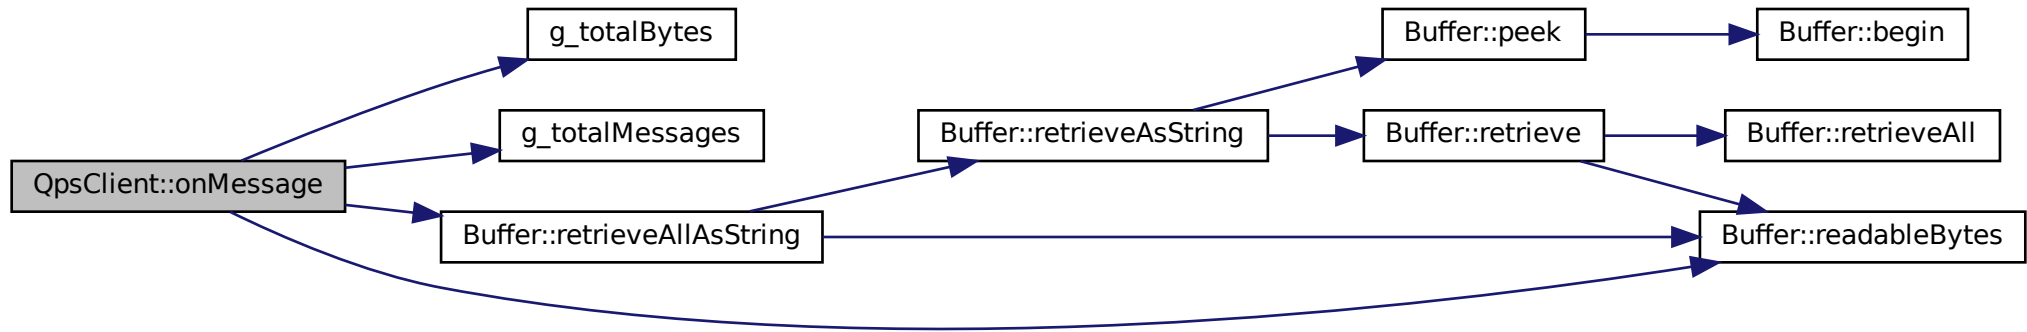 g_totalBytes
Buffer::peek
Buffer::begin
g_totalMessages
Buffer::retrieveAsString
Buffer::retrieve
Buffer::retrieveAll
QpsClient::onMessage
Buffer::retrieveAllAsString
Buffer::readableBytes